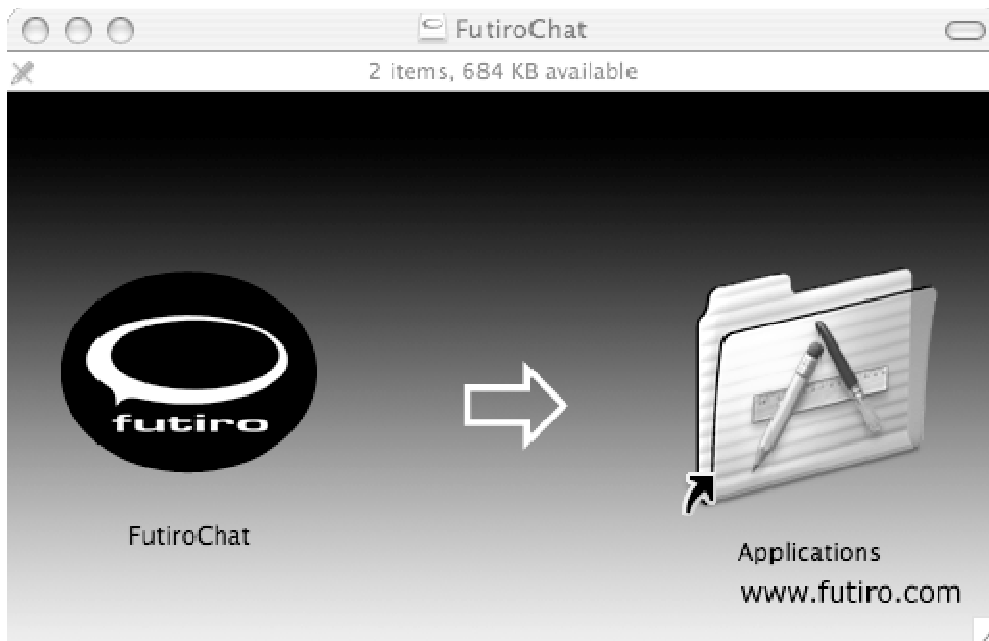 FutiroChat
2 items, 684 KB available
futiro
FutiroChat
Applications
www.futiro.com